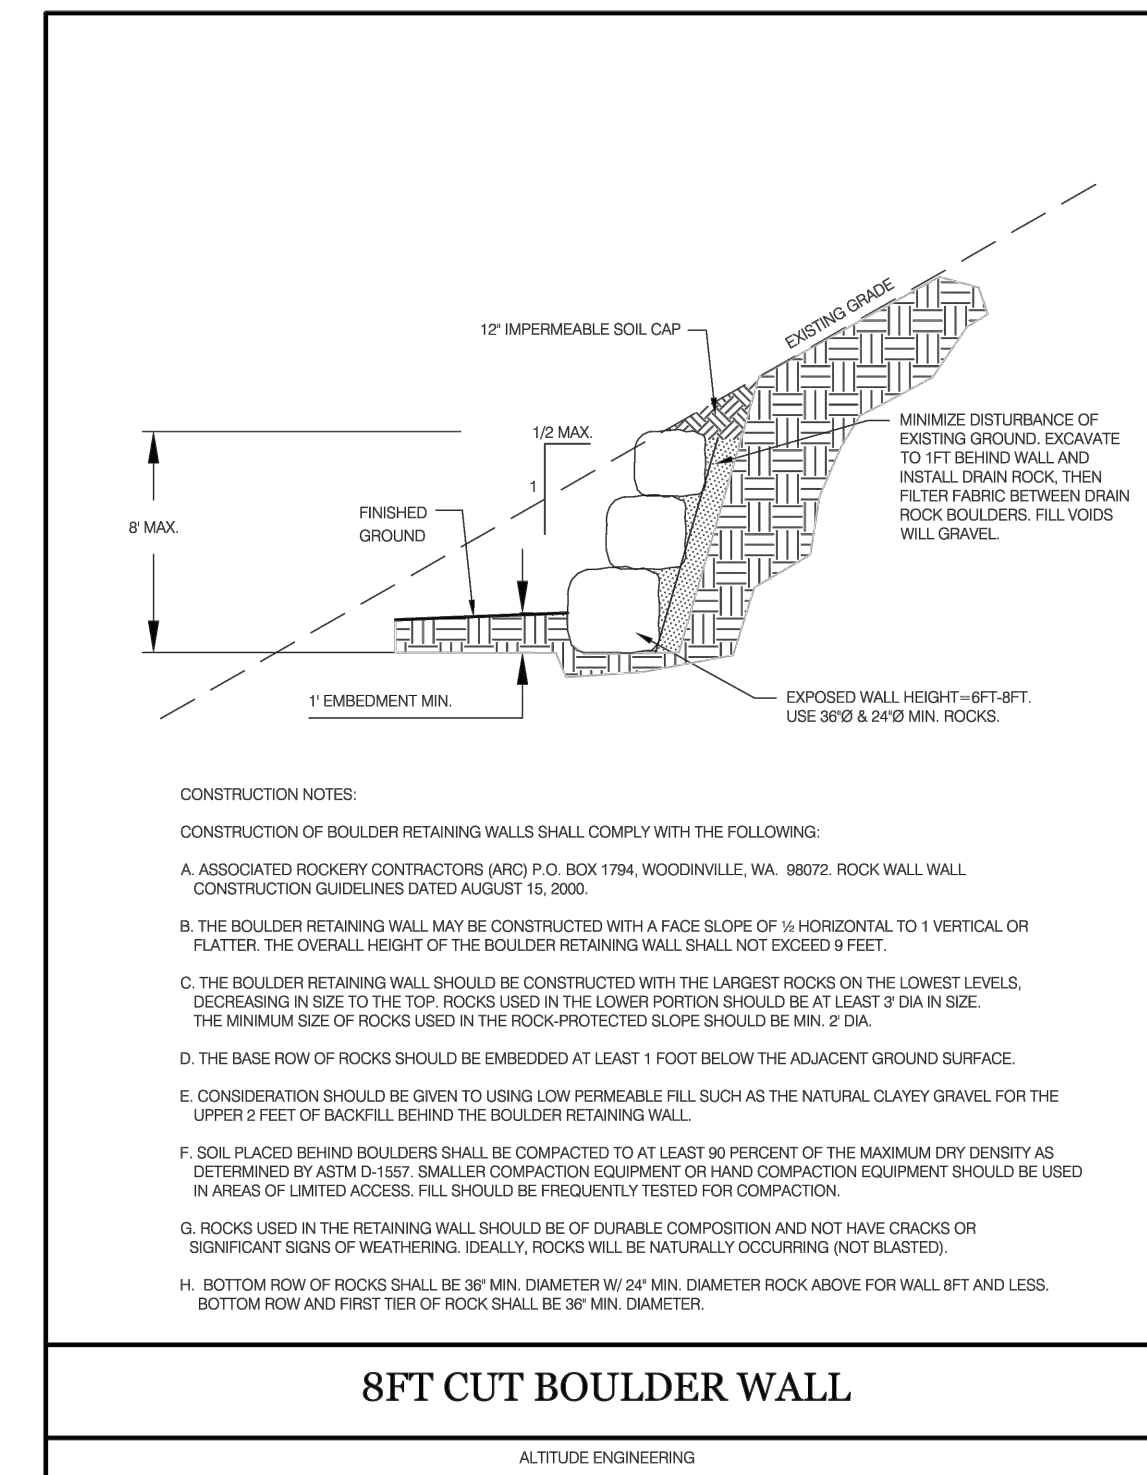 EXISTING GRADE
12" IMPERMEABLE SOIL CAP
1/2 MAX.
1
MINIMIZE DISTURBANCE OF
EXISTING GROUND. EXCAVATE
TO 1FT BEHIND WALL AND
INSTALL DRAIN ROCK, THEN
FILTER FABRIC BETWEEN DRAIN
ROCK BOULDERS. FILL VOIDS
WILL GRAVEL.
8' MAX.
FINISHED
GROUND
1' EMBEDMENT MIN.
EXPOSED WALL HEIGHT=6FT-8FT.
USE 36"Ø & 24"Ø MIN. ROCKS.
CONSTRUCTION NOTES:
CONSTRUCTION OF BOULDER RETAINING WALLS SHALL COMPLY WITH THE FOLLOWING:
A. ASSOCIATED ROCKERY CONTRACTORS (ARC) P.O. BOX 1794, WOODINVILLE, WA. 98072. ROCK WALL WALL
CONSTRUCTION GUIDELINES DATED AUGUST 15, 2000.
B. THE BOULDER RETAINING WALL MAY BE CONSTRUCTED WITH A FACE SLOPE OF ½ HORIZONTAL TO 1 VERTICAL OR
FLATTER. THE OVERALL HEIGHT OF THE BOULDER RETAINING WALL SHALL NOT EXCEED 9 FEET.
C. THE BOULDER RETAINING WALL SHOULD BE CONSTRUCTED WITH THE LARGEST ROCKS ON THE LOWEST LEVELS,
DECREASING IN SIZE TO THE TOP. ROCKS USED IN THE LOWER PORTION SHOULD BE AT LEAST 3' DIA IN SIZE.
THE MINIMUM SIZE OF ROCKS USED IN THE ROCK-PROTECTED SLOPE SHOULD BE MIN. 2' DIA.
D. THE BASE ROW OF ROCKS SHOULD BE EMBEDDED AT LEAST 1 FOOT BELOW THE ADJACENT GROUND SURFACE.
E. CONSIDERATION SHOULD BE GIVEN TO USING LOW PERMEABLE FILL SUCH AS THE NATURAL CLAYEY GRAVEL FOR THE
UPPER 2 FEET OF BACKFILL BEHIND THE BOULDER RETAINING WALL.
F. SOIL PLACED BEHIND BOULDERS SHALL BE COMPACTED TO AT LEAST 90 PERCENT OF THE MAXIMUM DRY DENSITY AS
DETERMINED BY ASTM D-1557. SMALLER COMPACTION EQUIPMENT OR HAND COMPACTION EQUIPMENT SHOULD BE USED
IN AREAS OF LIMITED ACCESS. FILL SHOULD BE FREQUENTLY TESTED FOR COMPACTION.
G. ROCKS USED IN THE RETAINING WALL SHOULD BE OF DURABLE COMPOSITION AND NOT HAVE CRACKS OR
SIGNIFICANT SIGNS OF WEATHERING. IDEALLY, ROCKS WILL BE NATURALLY OCCURRING (NOT BLASTED).
H. BOTTOM ROW OF ROCKS SHALL BE 36" MIN. DIAMETER W/ 24" MIN. DIAMETER ROCK ABOVE FOR WALL 8FT AND LESS.
BOTTOM ROW AND FIRST TIER OF ROCK SHALL BE 36" MIN. DIAMETER.
8FT CUT BOULDER WALL
ALTITUDE ENGINEERING